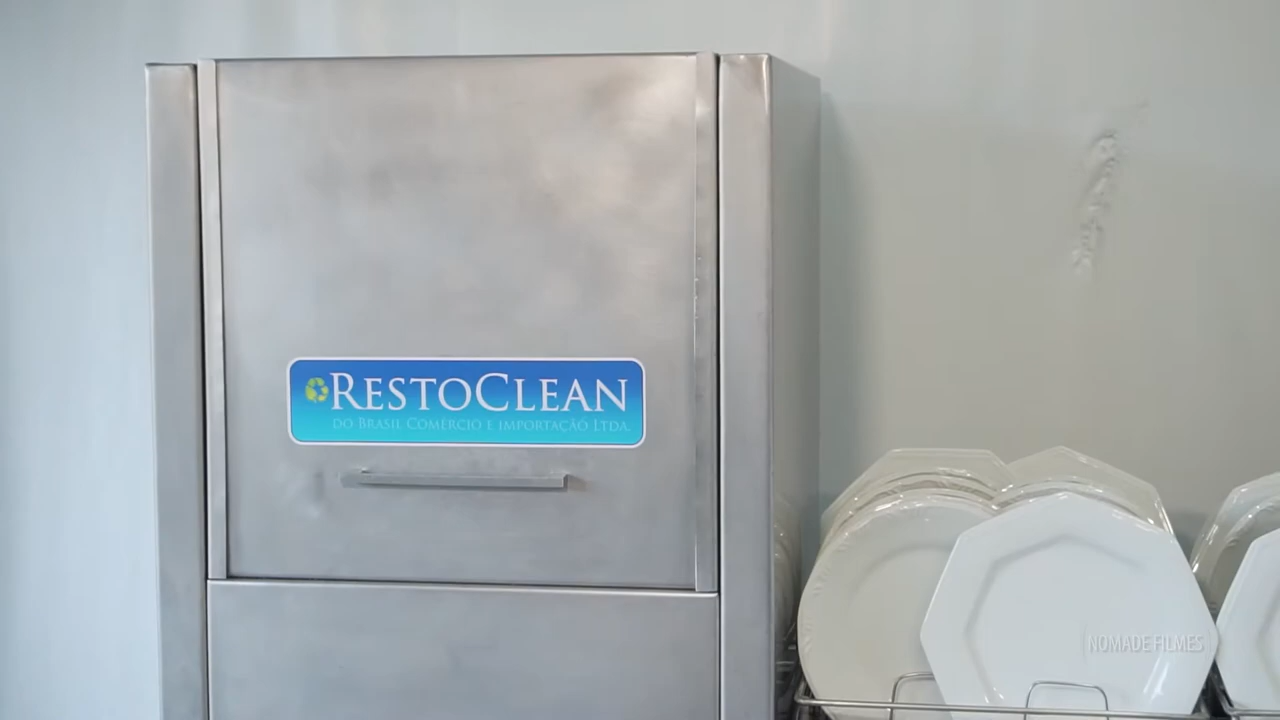 RESTOCLEAN
DO BRASIL COMÉRCIO E IMPORTAÇÃO LTDA.
NOMADE FILMES